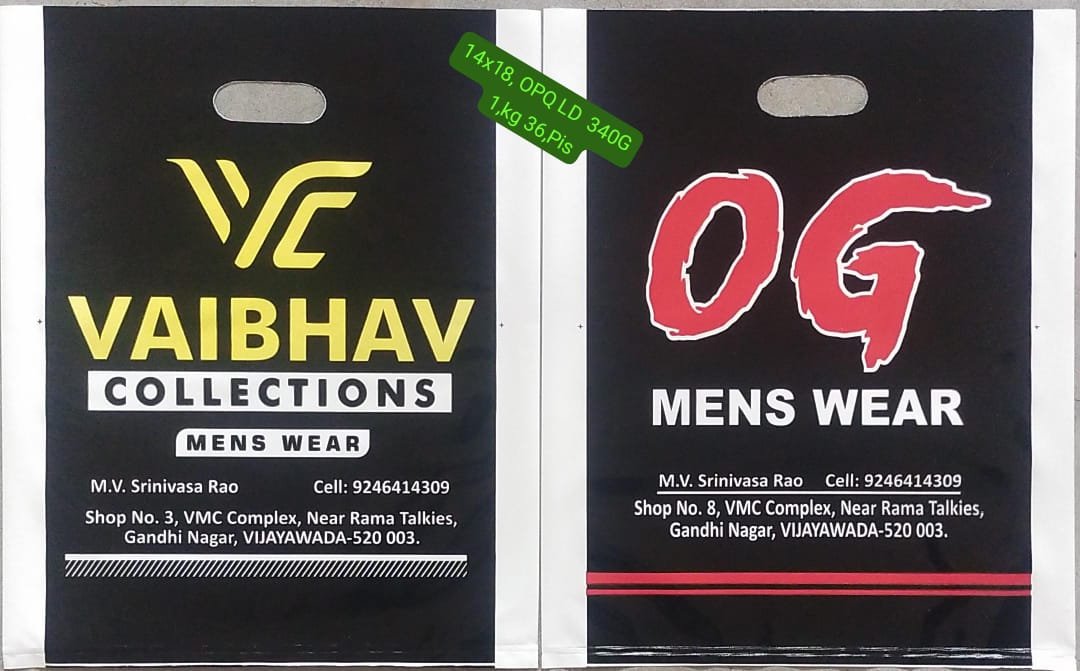 VC
VAIBHAV
COLLECTIONS
MENS WEAR
M.V. Srinivasa Rao Cell: 9246414309
Shop No. 3, VMC Complex, Near Rama Talkies,
Gandhi Nagar, VIJAYAWADA-520 003.
14x18, OPQ LD 340G
1,kg 36,Pis
OG
MENS WEAR
M.V. Srinivasa Rao Cell: 9246414309
Shop No. 8, VMC Complex, Near Rama Talkies,
Gandhi Nagar, VIJAYAWADA-520 003.